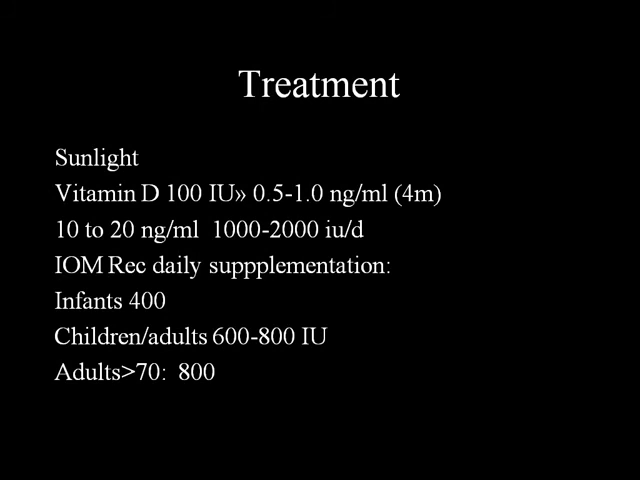 Treatment
Sunlight
Vitamin D 100 IU» 0.5-1.0 ng/ml (4m)
10 to 20 ng/ml  1000-2000 iu/d
IOM Rec daily suppplementation:
Infants 400
Children/adults 600-800 IU
Adults>70:  800